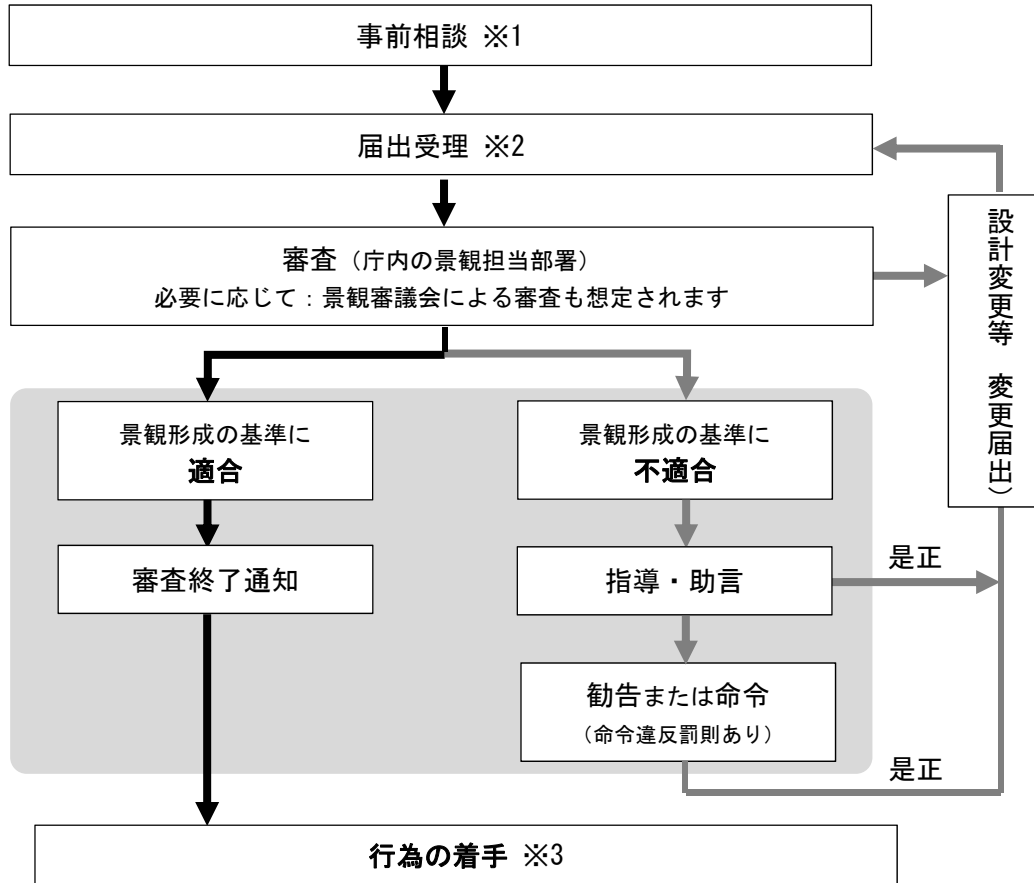 事前相談 ※1
届出受理 ※2
審査（庁内の景観担当部署）
必要に応じて：景観審議会による審査も想定されます
設計変更等　変更届出）
景観形成の基準に
適合
景観形成の基準に
不適合
審査終了通知
指導・助言
是正
勧告または命令
（命令違反罰則あり）
是正
行為の着手 ※3